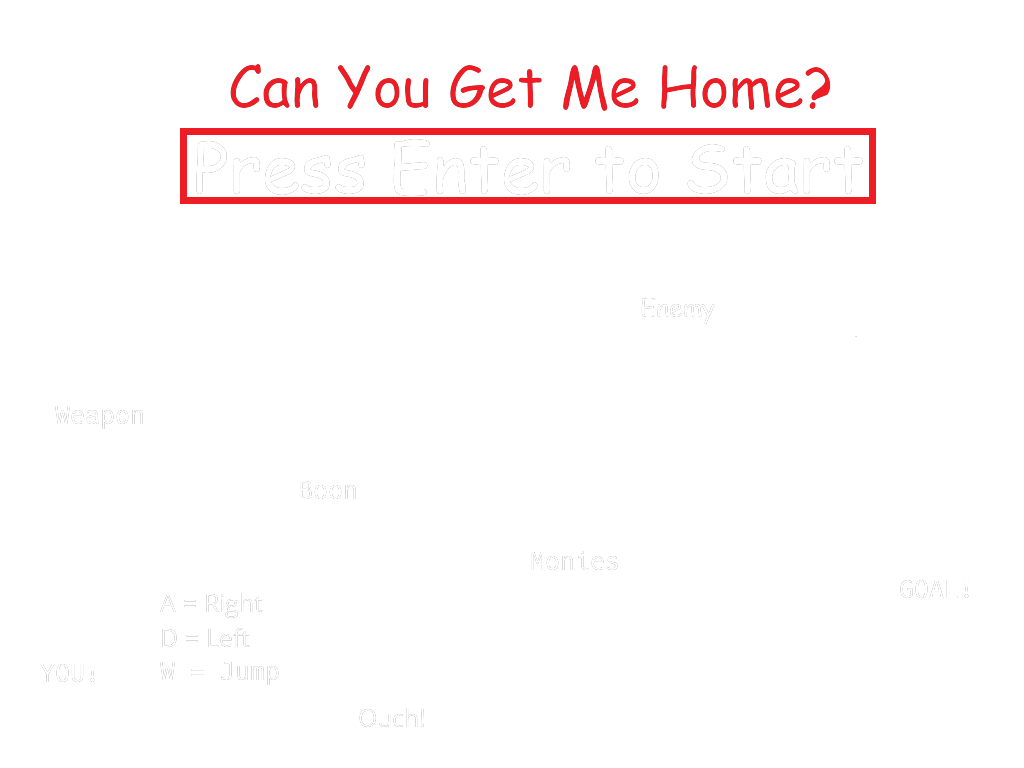 Can You Get Me Home?
Press Enter to Start
Enemy
Weapon
Boon
Monies
GOAL:
A = Right
D = Left
YOU:
W = Jump
Ouch!